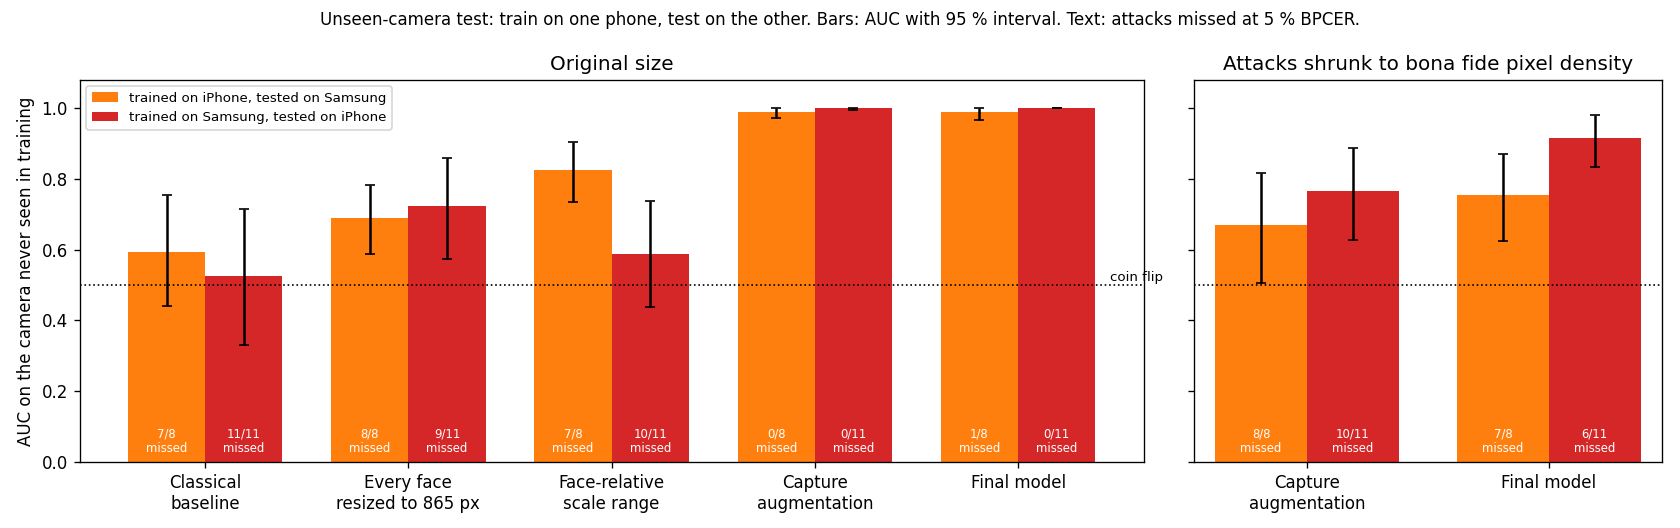 Unseen-camera test: train on one phone, test on the other. Bars: AUC with 95 % interval. Text: attacks missed at 5 % BPCER.
Original size
AUC on the camera never seen in training
1.0
0.8
0.6
0.4
0.2
0.0
trained on iPhone, tested on Samsung
trained on Samsung, tested on iPhone
coin flip
7/8
missed
11/11
missed
8/8
missed
9/11
missed
7/8
missed
10/11
missed
0/8
missed
0/11
missed
1/8
missed
0/11
missed
Classical
baseline
Every face
resized to 865 px
Face-relative
scale range
Capture
augmentation
Final model
Attacks shrunk to bona fide pixel density
8/8
missed
10/11
missed
7/8
missed
6/11
missed
Capture
augmentation
Final model